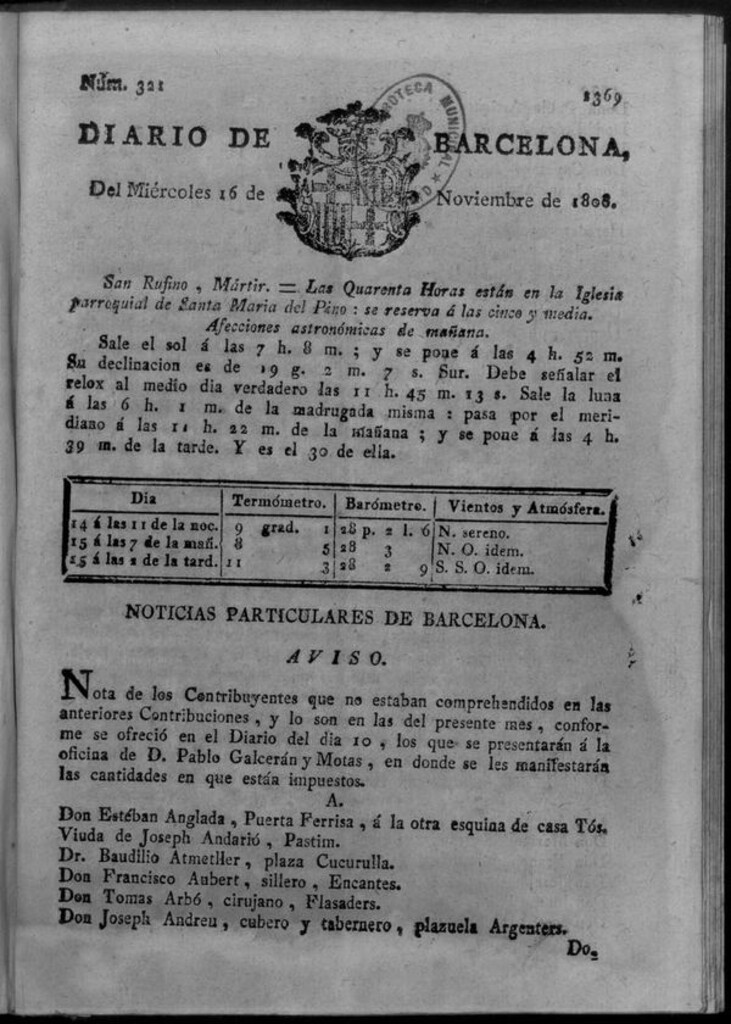 Núm. 321
1369
DIARIO DE BARCELONA,
Del Miércoles 16 de Noviembre de 1808.
San Rufino, Mártir. = Las Quarenta Horas están en la Iglesia
parroquial de Santa Maria del Pino : se reserva á las cinco y media.
Afecciones astronómicas de mañana.
Sale el sol á las 7 h. 8 m. ; y se pone á las 4 h. 52 m.
Su declinacion es de 19 g. 2 m. 7 s. Sur. Debe señalar el
relox al medio dia verdadero las 11 h. 45 m. 13 s. Sale la luna
á las 6 h. 1 m. de la madrugada misma : pasa por el meri-
diano á las 11 h. 22 m. de la mañana ; y se pone á las 4 h.
39 m. de la tarde. Y es el 30 de ella.
Dia Termómetro. Barómetro. Vientos y Atmósfera.
14 á las 11 de la noc. 9 grad. 1 28 p. 2 l. 6 N. sereno.
15 á las 7 de la mañ. 8 5 28 3 N. O. idem.
15 á las 2 de la tard. 11 3 28 2 9 S. S. O. idem.
NOTICIAS PARTICULARES DE BARCELONA.
AVISO.
Nota de los Contribuyentes que no estaban comprehendidos en las
anteriores Contribuciones, y lo son en las del presente mes, confor-
me se ofreció en el Diario del dia 10, los que se presentarán á la
oficina de D. Pablo Galcerán y Motas, en donde se les manifestarán
las cantidades en que están impuestos.
A.
Don Estéban Anglada, Puerta Ferrisa, á la otra esquina de casa Tós.
Viuda de Joseph Andarió, Pastim.
Dr. Baudilio Atmetller, plaza Cucurulla.
Don Francisco Aubert, sillero, Encantes.
Don Tomas Arbó, cirujano, Flasaders.
Don Joseph Andreu, cubero y tabernero, plazuela Argenters.
Do.